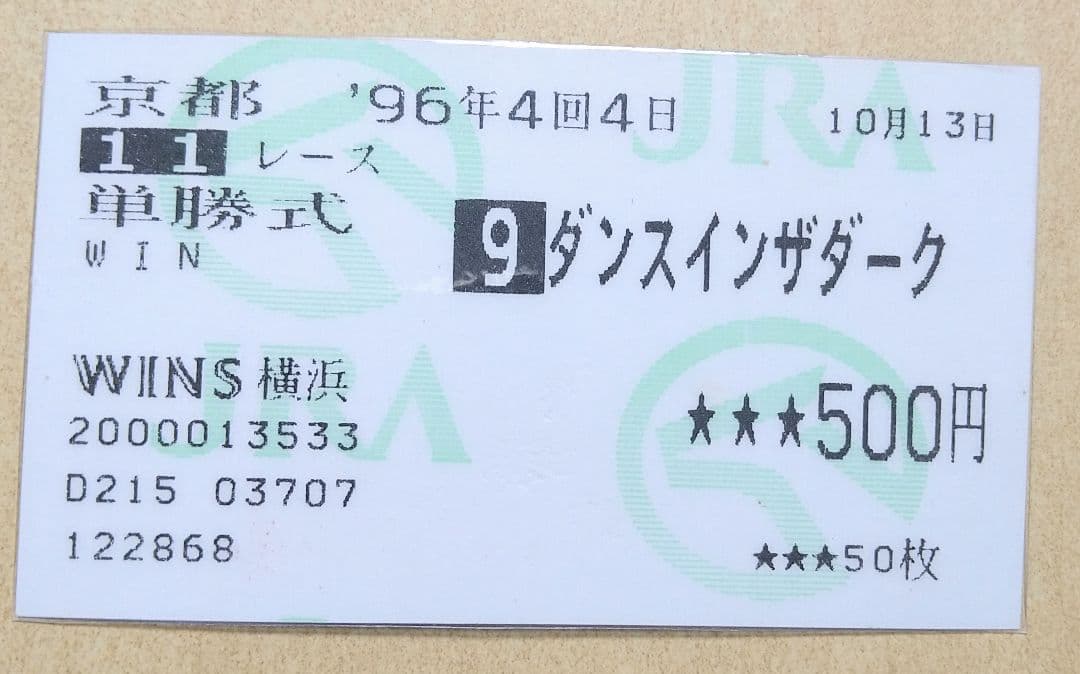 京都 '96年4回4日 10月13日
11 レース
単勝式
WIN
9 ダンスインザダーク
WINS 横浜
2000013533
D215 03707
122868
★★★500円
★★★50枚
JRA
JRA